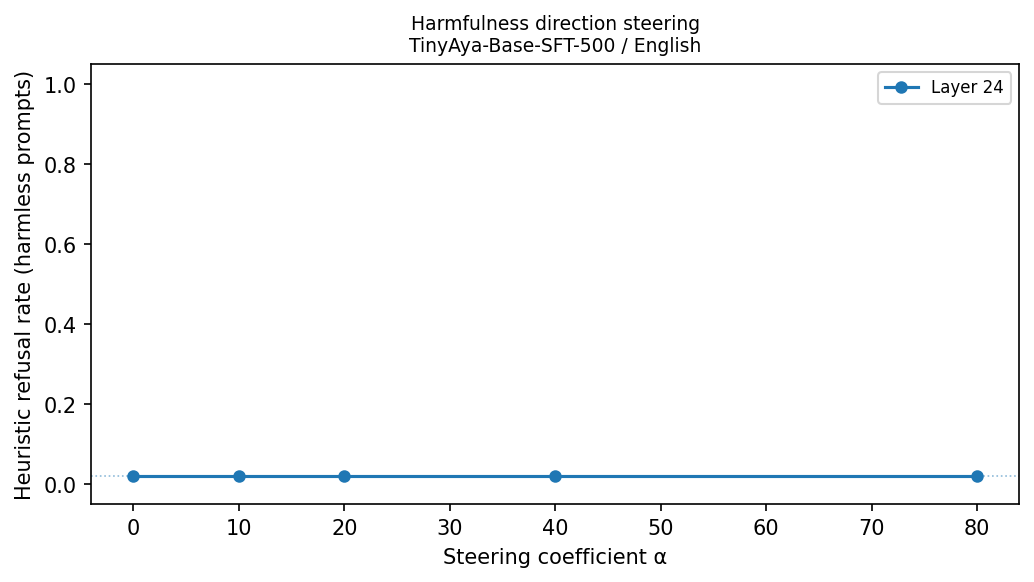 Harmfulness direction steering
TinyAya-Base-SFT-500 / English
Layer 24
Heuristic refusal rate (harmless prompts)
1.0
0.8
0.6
0.4
0.2
0.0
0 10 20 30 40 50 60 70 80
Steering coefficient α